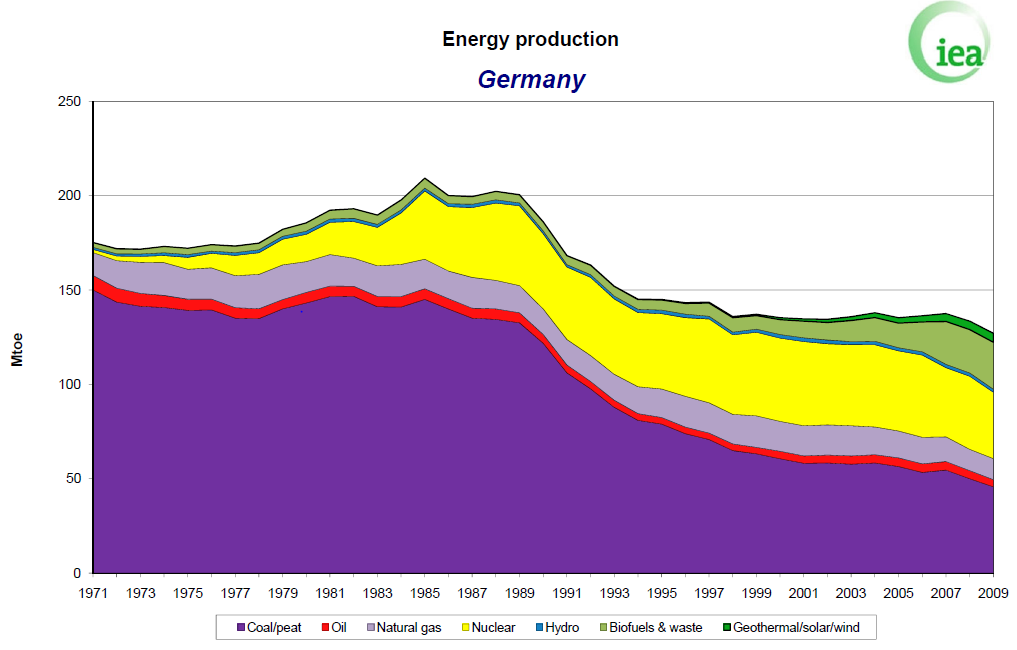 Energy production
iea
Germany
250
200
150
100
50
0
Mtoe
1971 1973 1975 1977 1979 1981 1983 1985 1987 1989 1991 1993 1995 1997 1999 2001 2003 2005 2007 2009
Coal/peat Oil Natural gas Nuclear Hydro Biofuels & waste Geothermal/solar/wind